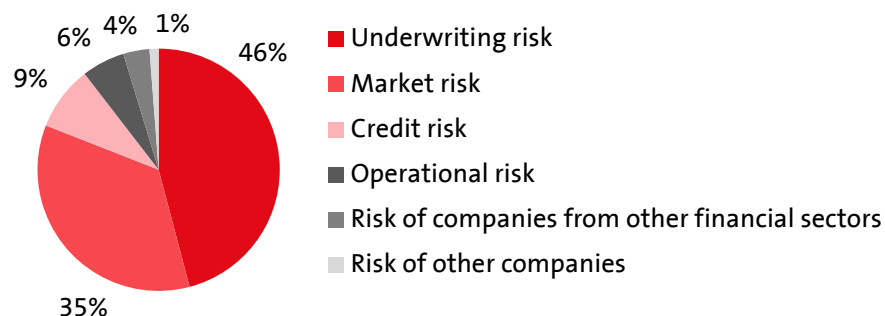 1%
4%
6%
46%
9%
35%
Underwriting risk
Market risk
Credit risk
Operational risk
Risk of companies from other financial sectors
Risk of other companies